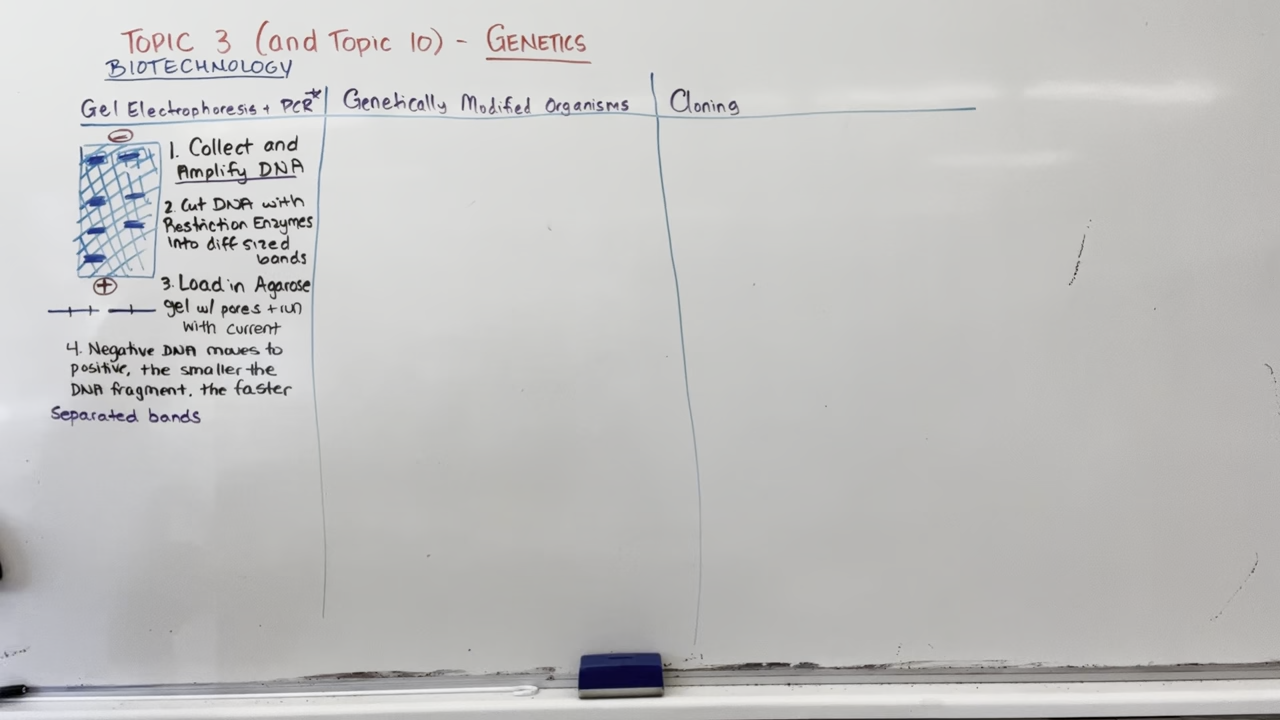 TOPIC 3 (and Topic 10) - GENETICS
BIOTECHNOLOGY
Gel Electrophoresis + PCR*
Genetically Modified Organisms
Cloning
-
1. Collect and
Amplify DNA
2. Cut DNA with
Restriction Enzymes
into diff sized
bands
+
3. Load in Agarose
gel w/ pores + run
with current
4. Negative DNA moves to
positive, the smaller the
DNA fragment, the faster
Separated bands